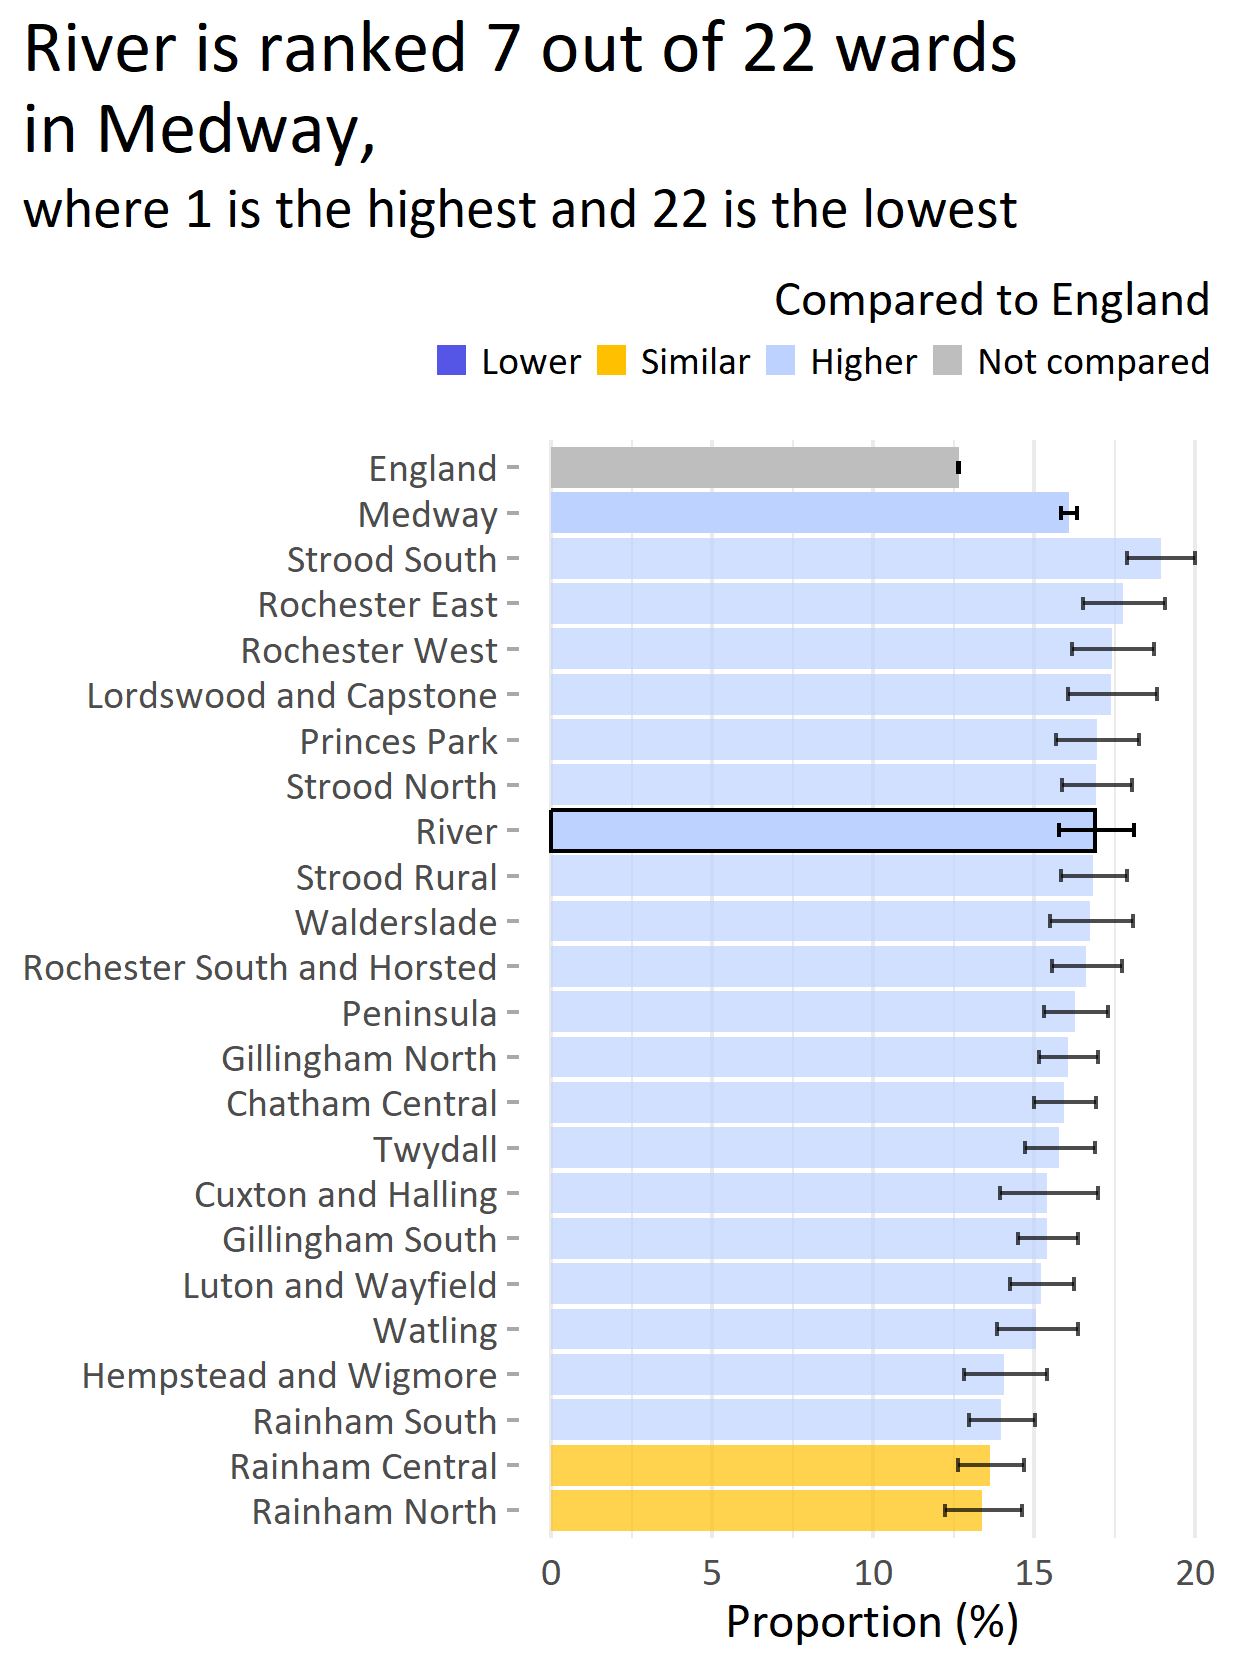 River is ranked 7 out of 22 wards
in Medway,
where 1 is the highest and 22 is the lowest
Compared to England
Lower Similar Higher Not compared
England
Medway
Strood South
Rochester East
Rochester West
Lordswood and Capstone
Princes Park
Strood North
River
Strood Rural
Walderslade
Rochester South and Horsted
Peninsula
Gillingham North
Chatham Central
Twydall
Cuxton and Halling
Gillingham South
Luton and Wayfield
Watling
Hempstead and Wigmore
Rainham South
Rainham Central
Rainham North
0 5 10 15 20
Proportion (%)